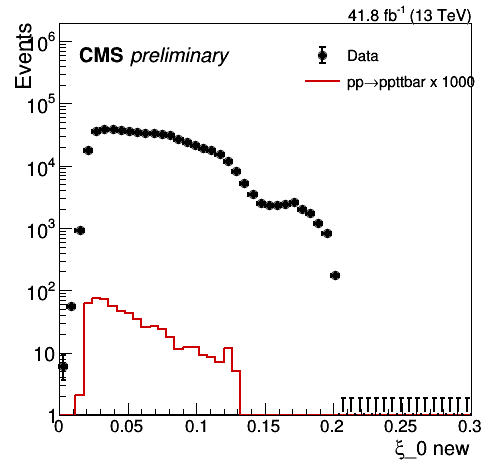 41.8 fb⁻¹ (13 TeV)
Events
CMS preliminary
Data
pp→ppttbar x 1000
10⁶
10⁵
10⁴
10³
10²
10
1
0 0.05 0.1 0.15 0.2 0.25 0.3
ξ_0 new